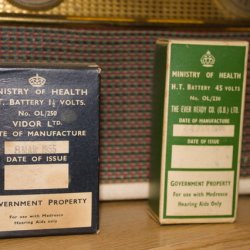 MINISTRY OF HEALTH
L.T. BATTERY 1½ VOLTS.
No. OL/250
VIDOR LTD.
DATE OF MANUFACTURE
1955
DATE OF ISSUE
GOVERNMENT PROPERTY
For use with Medresco
Hearing Aids Only
MINISTRY OF HEALTH
H.T. BATTERY 45 VOLTS
No. OL/230
THE EVER READY CO. (G.B.) LTD
DATE OF MANUFACTURE
DATE OF ISSUE
GOVERNMENT PROPERTY
For use with Medresco
Hearing Aids Only